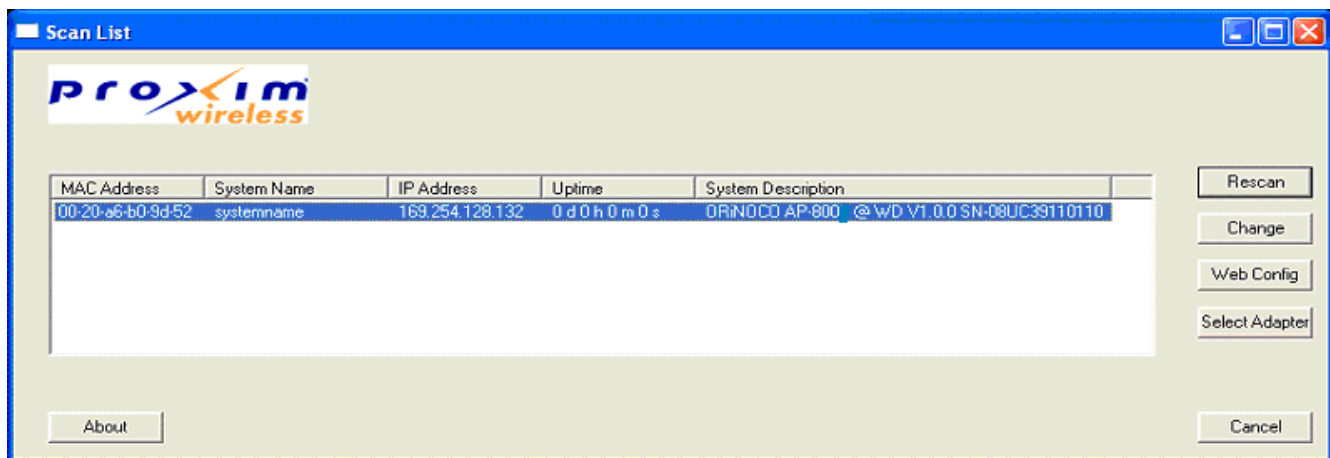 Scan List
proxim
wireless
MAC Address System Name IP Address Uptime System Description
00-20-a6-b0-9d-52 systemname 169.254.128.132 0 d 0 h 0 m 0 s ORiNOCO AP-800 @ WD V1.0.0 SN-08UC39110110
Rescan
Change
Web Config
Select Adapter
About
Cancel